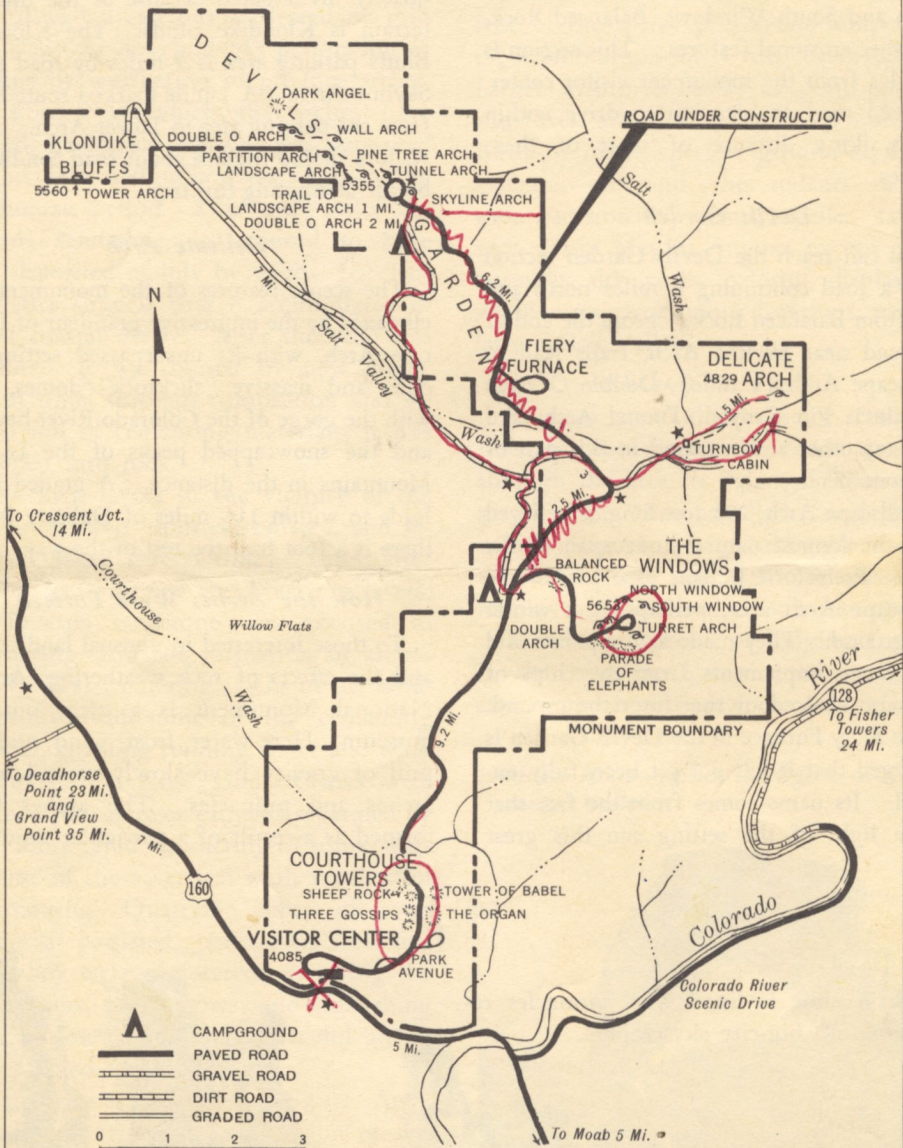 DEVILS
DARK ANGEL
ROAD UNDER CONSTRUCTION
DOUBLE O ARCH
WALL ARCH
KLONDIKE
BLUFFS
PARTITION ARCH
PINE TREE ARCH
LANDSCAPE ARCH
5355
TUNNEL ARCH
5560
TOWER ARCH
TRAIL TO
LANDSCAPE ARCH 1 MI.
DOUBLE O ARCH 2 MI.
SKYLINE ARCH
Salt
Wash
GARDEN
7 Mi.
6.2 Mi.
N
Salt
Valley
Wash
FIERY
FURNACE
DELICATE
4829 ARCH
1.5 Mi.
TURNBOW
CABIN
3
2.5 Mi.
To Crescent Jct.
14 Mi.
Courthouse
Wash
Willow Flats
BALANCED
ROCK
THE
WINDOWS
NORTH WINDOW
5653
SOUTH WINDOW
DOUBLE
ARCH
TURRET ARCH
PARADE
OF
ELEPHANTS
9.2 Mi.
MONUMENT BOUNDARY
River
128
To Fisher
Towers
24 Mi.
To Deadhorse
Point 23 Mi.
and
Grand View
Point 35 Mi.
7 Mi.
160
COURTHOUSE
TOWERS
SHEEP ROCK
TOWER OF BABEL
THREE GOSSIPS
THE ORGAN
VISITOR CENTER
4085
PARK
AVENUE
Colorado
Colorado River
Scenic Drive
5 Mi.
To Moab 5 Mi.
CAMPGROUND
PAVED ROAD
GRAVEL ROAD
DIRT ROAD
GRADED ROAD
0 1 2 3